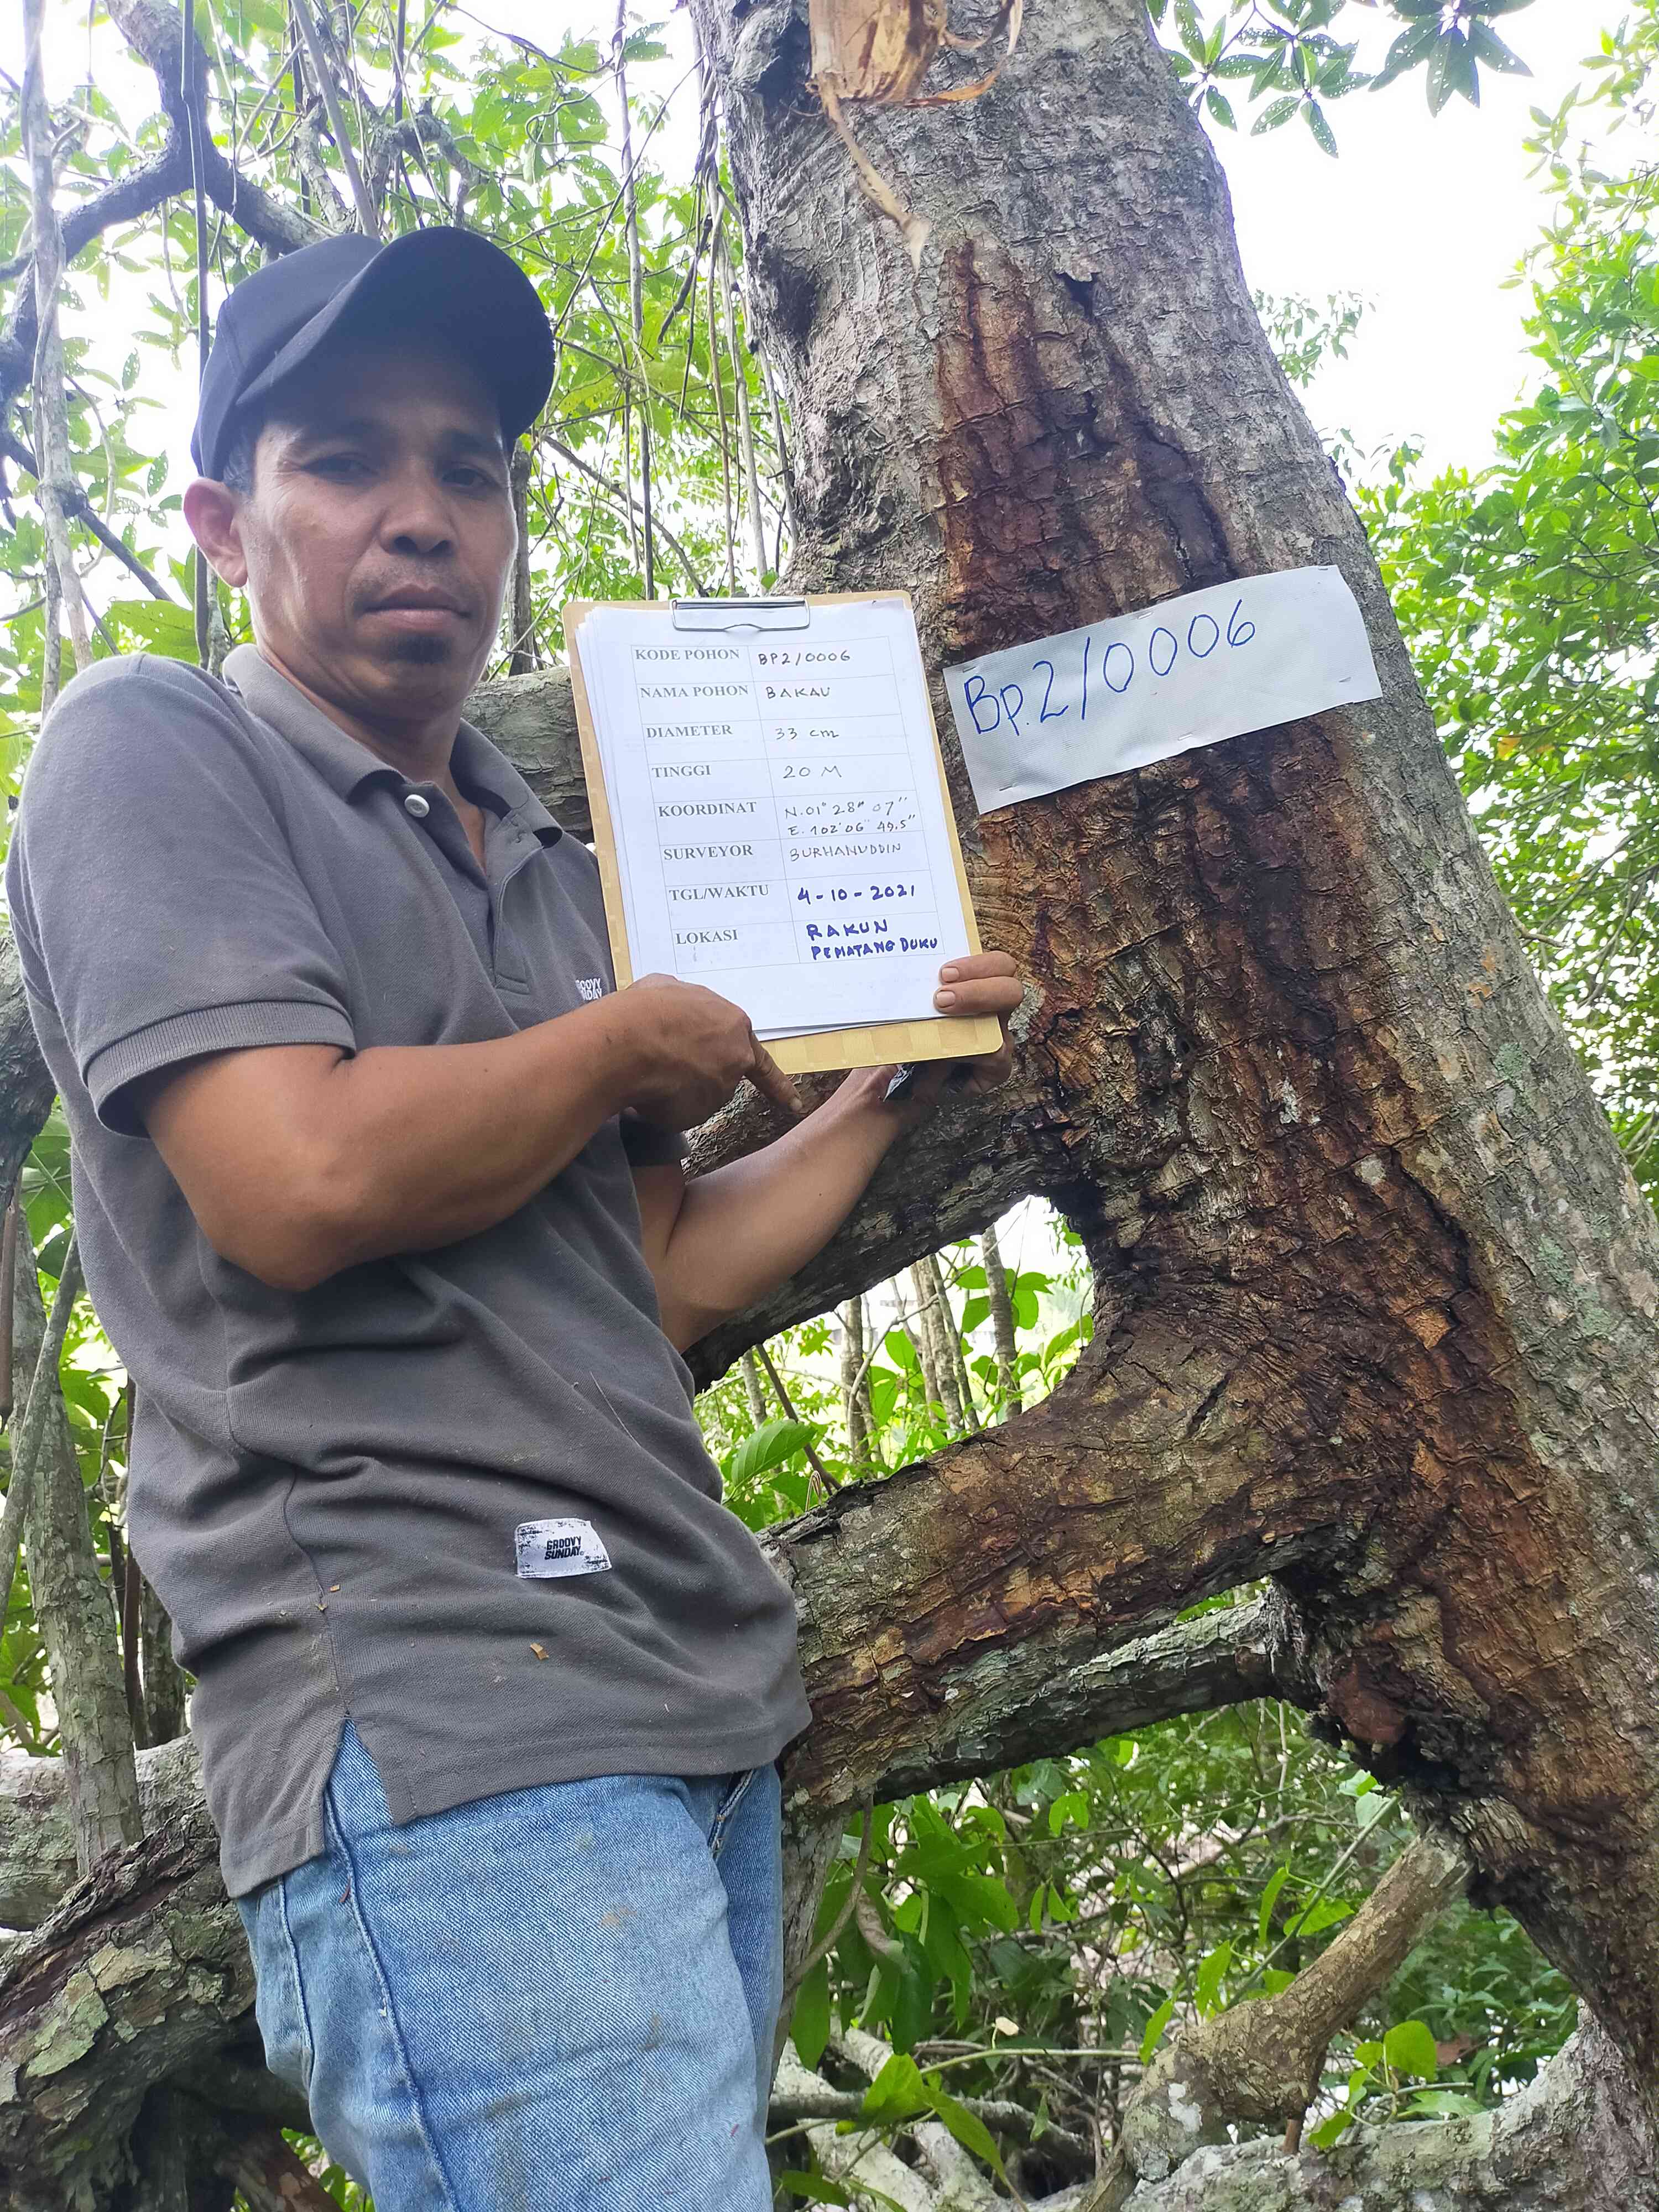 KODE POHON BP2/0006
NAMA POHON BAKAU
DIAMETER 33 cm
TINGGI 20 M
KOORDINAT N.01° 28" 07"
E. 102°06" 49.5"
SURVEYOR BURHANUDDIN
TGL/WAKTU 4-10-2021
LOKASI RAKUN
PEMATANG DUKU
Bp.2/0006
GROOVY
SUNDAY